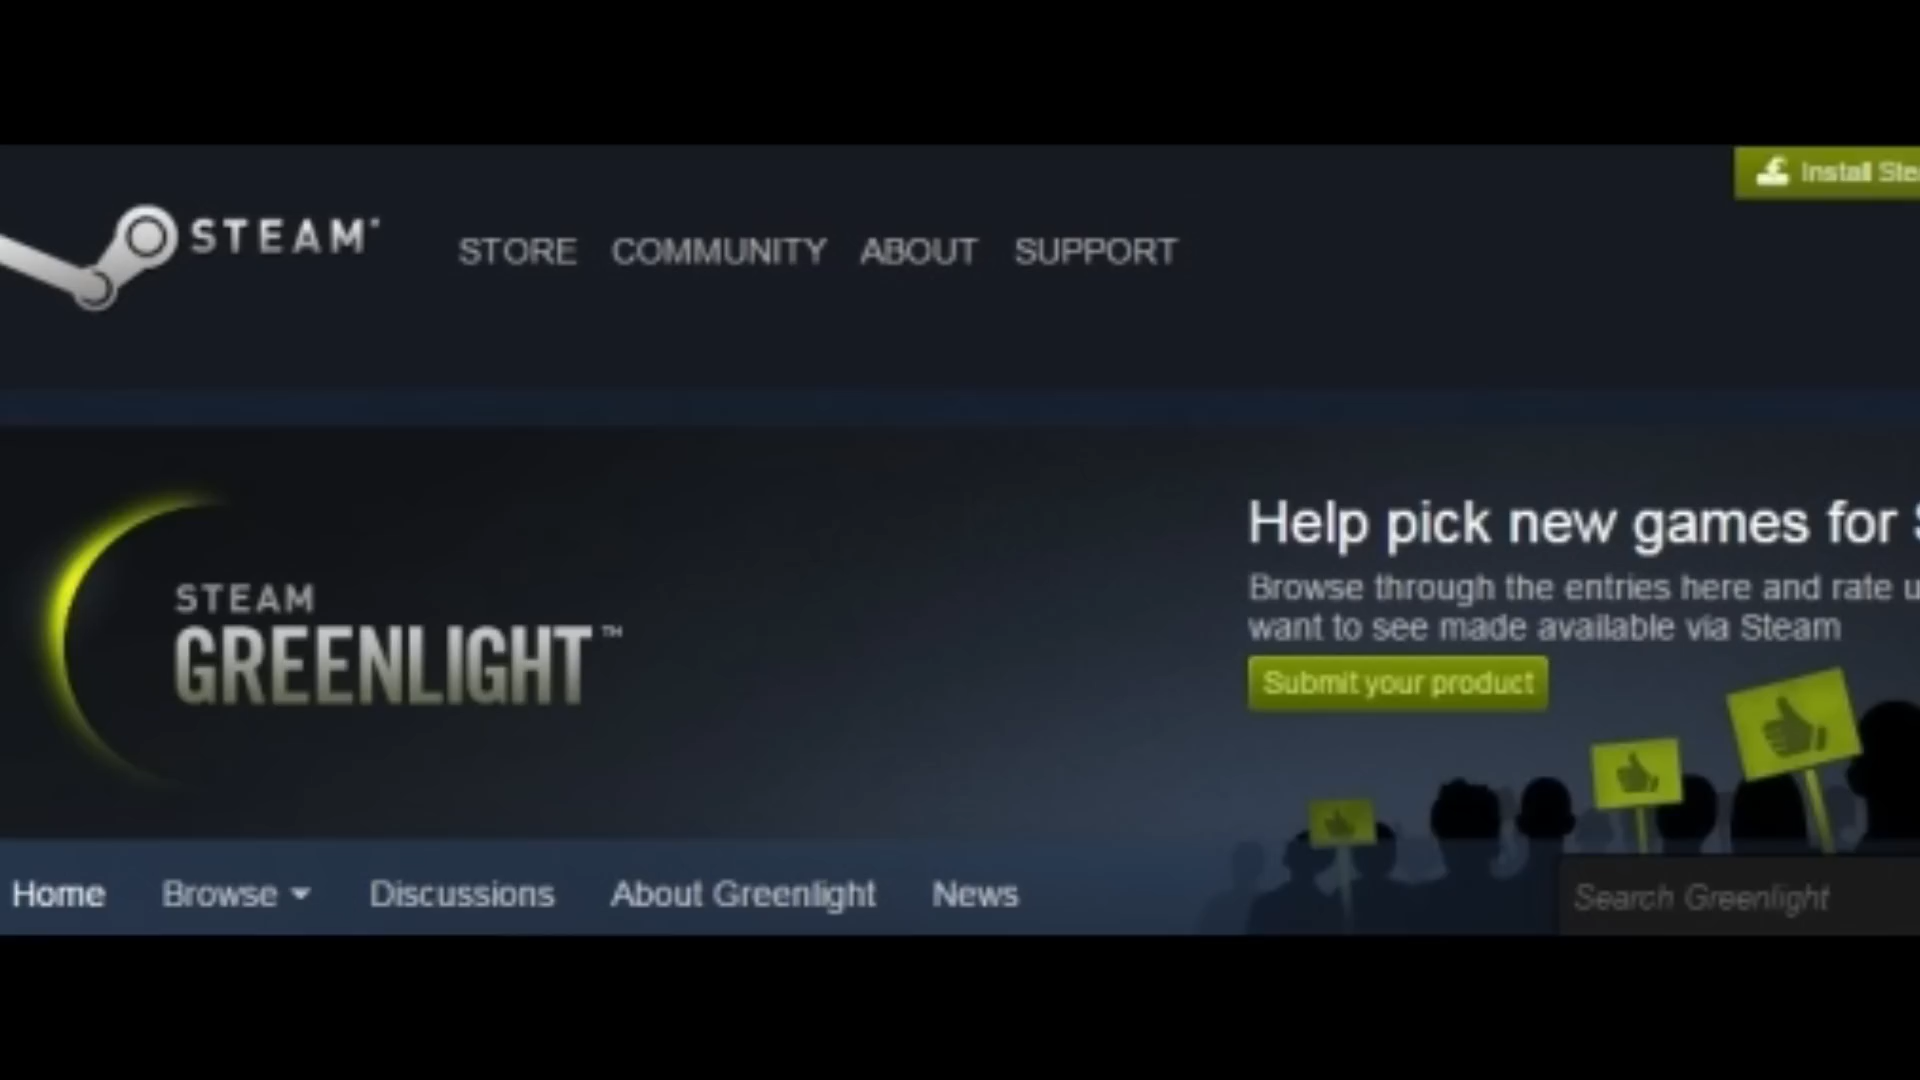 Install
STEAM
STORE COMMUNITY ABOUT SUPPORT
STEAM
GREENLIGHT™
Help pick new games for
Browse through the entries here and rate
want to see made available via Steam
Submit your product
Home Browse Discussions About Greenlight News
Search Greenlight